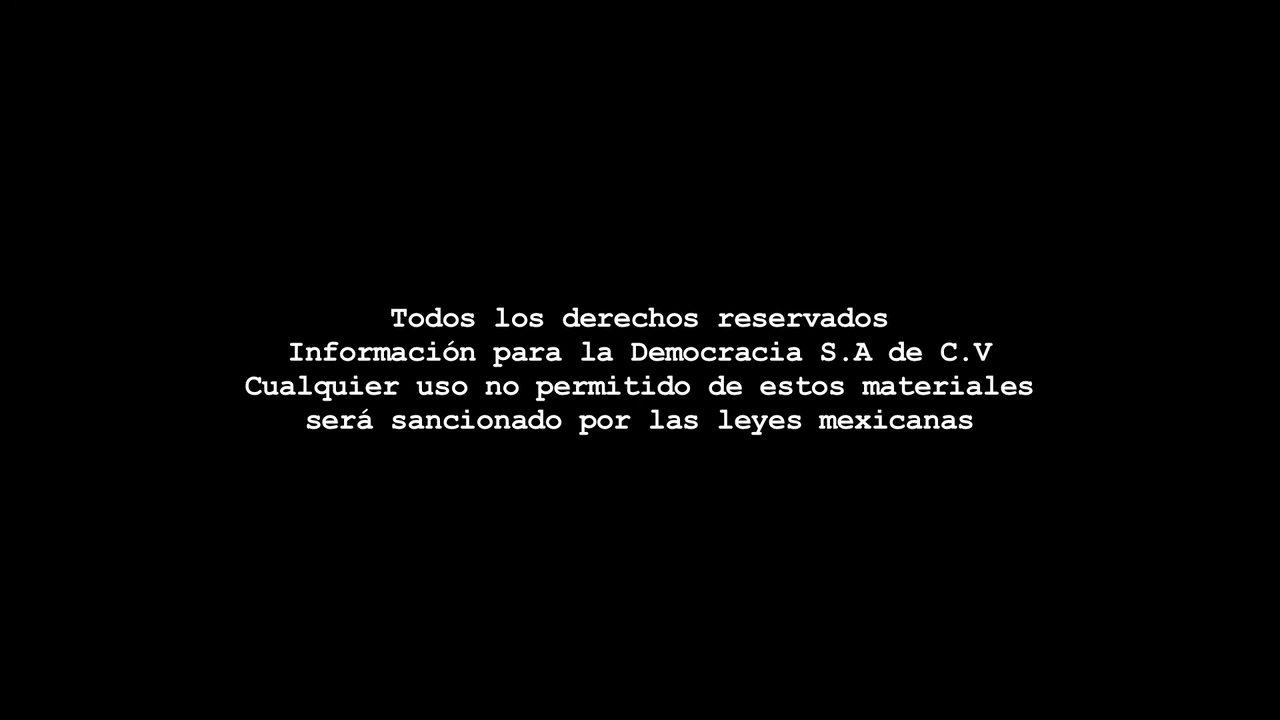 Todos los derechos reservados
Información para la Democracia S.A de C.V
Cualquier uso no permitido de estos materiales
será sancionado por las leyes mexicanas